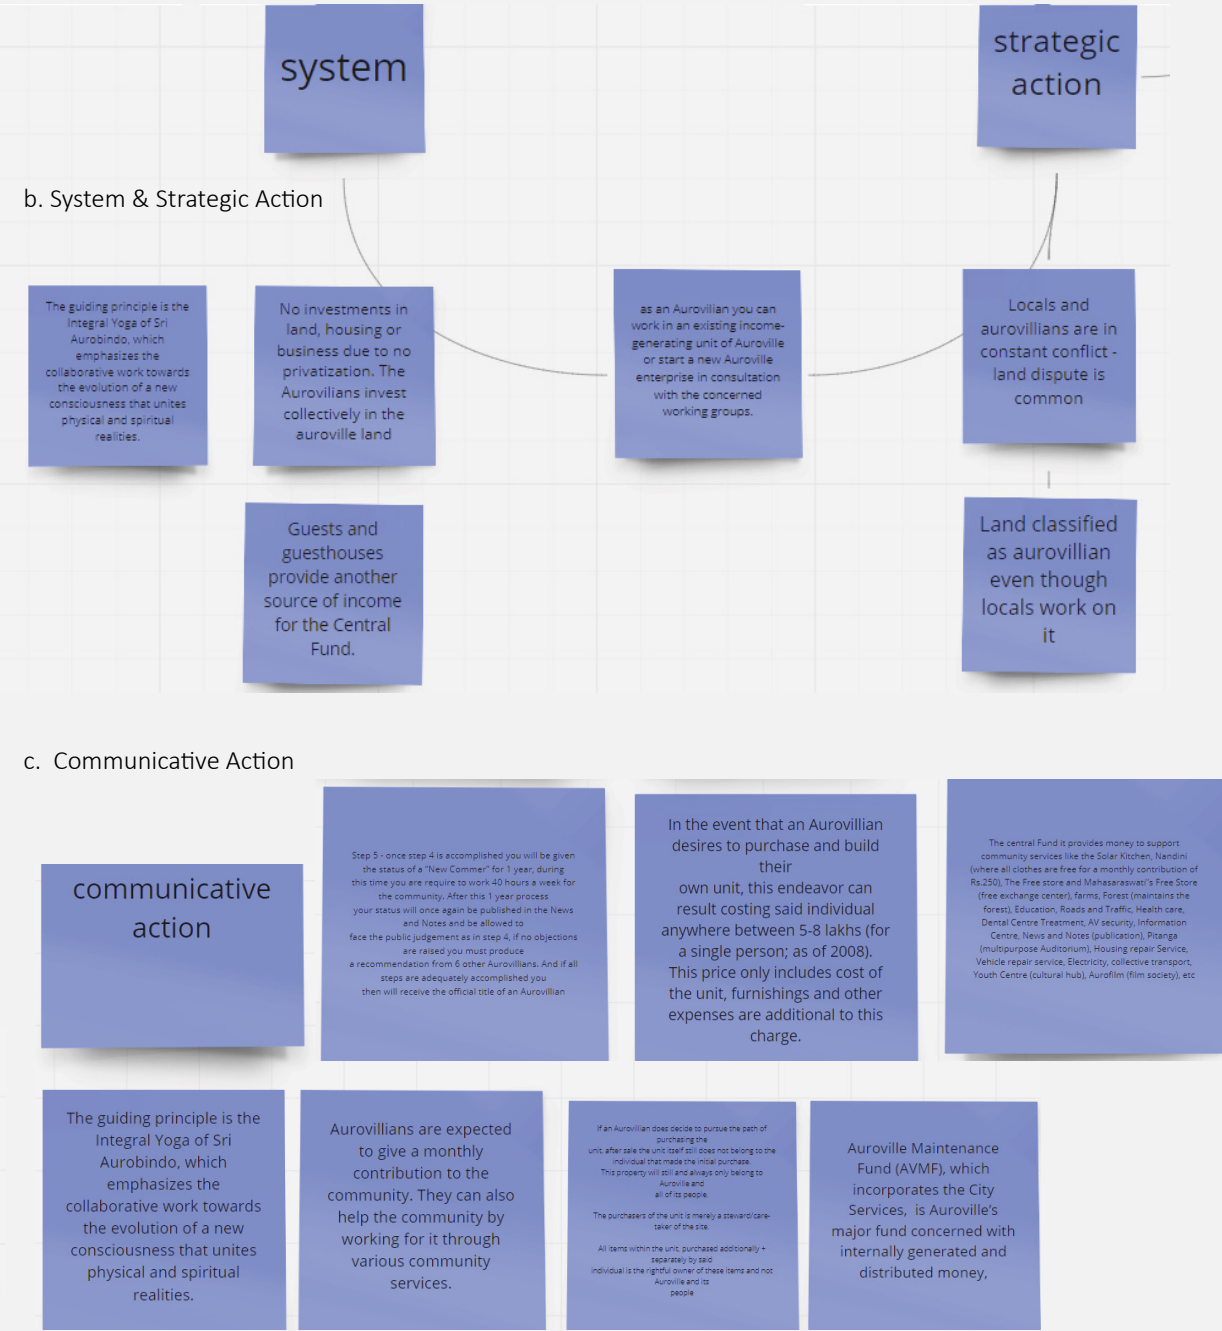 system
strategic
action
b. System & Strategic Action
The guiding principle is the
Integral Yoga of Sri
Aurobindo, which
emphasizes the
collaborative work towards
the evolution of a new
consciousness that unites
physical and spiritual
realities.
No investments in
land, housing or
business due to no
privatization. The
Aurovilians invest
collectively in the
auroville land
as an Aurovilian you can
work in an existing income-
generating unit of Auroville
or start a new Auroville
enterprise in consultation
with the concerned
working groups.
Locals and
aurovillians are in
constant conflict -
land dispute is
common
Guests and
guesthouses
provide another
source of income
for the Central
Fund.
Land classified
as aurovillian
even though
locals work on
it
c. Communicative Action
communicative
action
Step 5 - once step 4 is accomplished you will be given
the status of a "New Commer" for 1 year, during
this time you are require to work 40 hours a week for
the community. After this 1 year process
your status will once again be published in the News
and Notes and be allowed to
face the public judgement as in step 4, if no objections
are raised you must produce
a recommendation from 6 other Aurovillians. And if all
steps are adequately accomplished you
then will receive the official title of an Aurovillian
In the event that an Aurovillian
desires to purchase and build
their
own unit, this endeavor can
result costing said individual
anywhere between 5-8 lakhs (for
a single person; as of 2008).
This price only includes cost of
the unit, furnishings and other
expenses are additional to this
charge.
The central Fund it provides money to support
community services like the Solar Kitchen, Nandini
(where all clothes are free for a monthly contribution of
Rs.250), The Free store and Mahasaraswati's Free Store
(free exchange center), farms, Forest (maintains the
forest), Education, Roads and Traffic, Health care,
Dental Centre Treatment, AV security, Information
Centre, News and Notes (publication), Pitanga
(multipurpose Auditorium), Housing repair Service,
Vehicle repair service, Electricity, collective transport,
Youth Centre (cultural hub), Aurofilm (film society), etc
The guiding principle is the
Integral Yoga of Sri
Aurobindo, which
emphasizes the
collaborative work towards
the evolution of a new
consciousness that unites
physical and spiritual
realities.
Aurovillians are expected
to give a monthly
contribution to the
community. They can also
help the community by
working for it through
various community
services.
If an Aurovillian does decide to pursue the path of
purchasing the
unit, after sale the unit itself still does not belong to the
individual that made the initial purchase.
This property will still and always only belong to
Auroville and
all of its people.
The purchasers of the unit is merely a steward/care-
taker of the site.
All items within the unit, purchased additionally +
separately by said
individual is the rightful owner of these items and not
Auroville and its
people
Auroville Maintenance
Fund (AVMF), which
incorporates the City
Services, is Auroville's
major fund concerned with
internally generated and
distributed money,